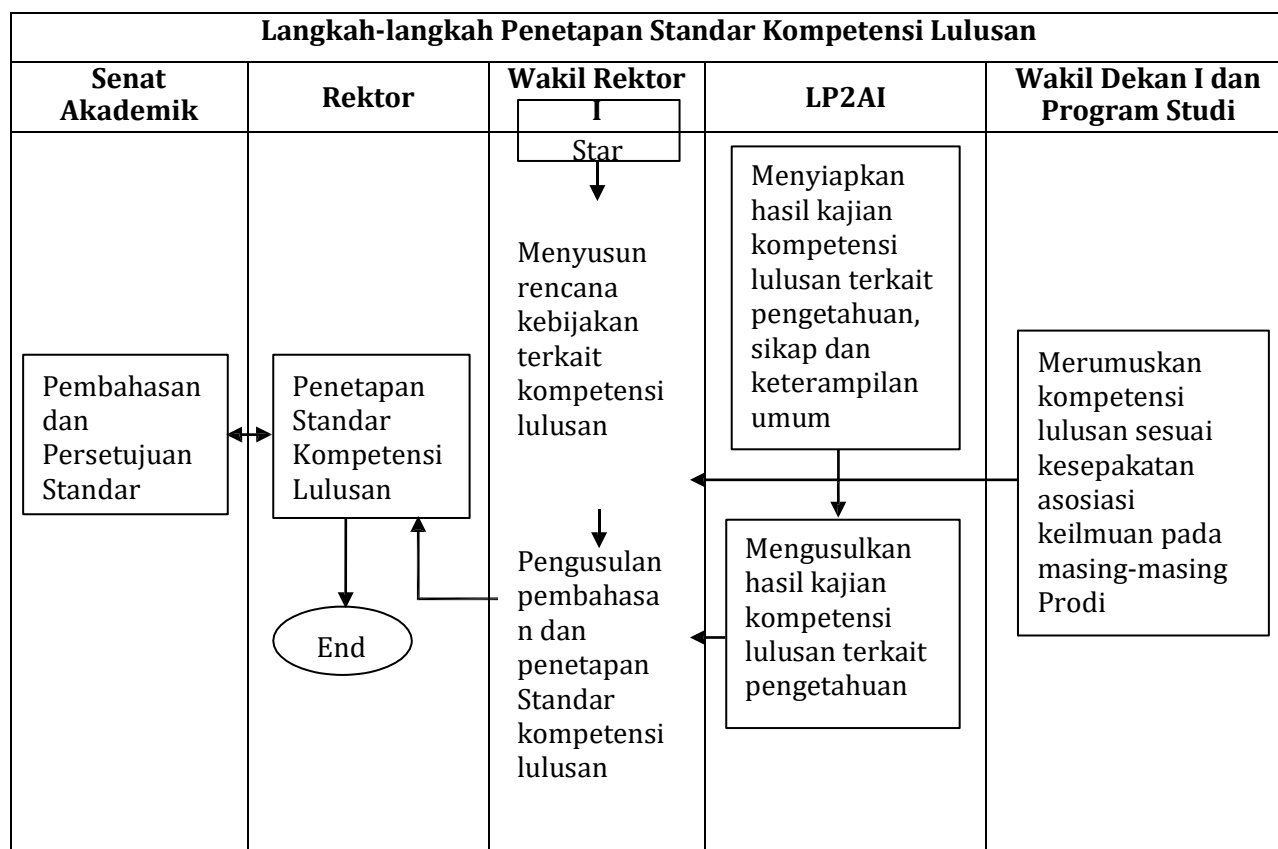 Langkah-langkah Penetapan Standar Kompetensi Lulusan
Senat
Akademik
Rektor
Wakil Rektor
I
LP2AI
Wakil Dekan I dan
Program Studi
Pembahasan
dan
Persetujuan
Standar
Penetapan
Standar
Kompetensi
Lulusan
End
Star
Menyusun
rencana
kebijakan
terkait
kompetensi
lulusan
Pengusulan
pembahasa
n dan
penetapan
Standar
kompetensi
lulusan
Menyiapkan
hasil kajian
kompetensi
lulusan terkait
pengetahuan,
sikap dan
keterampilan
umum
Mengusulkan
hasil kajian
kompetensi
lulusan terkait
pengetahuan
Merumuskan
kompetensi
lulusan sesuai
kesepakatan
asosiasi
keilmuan pada
masing-masing
Prodi